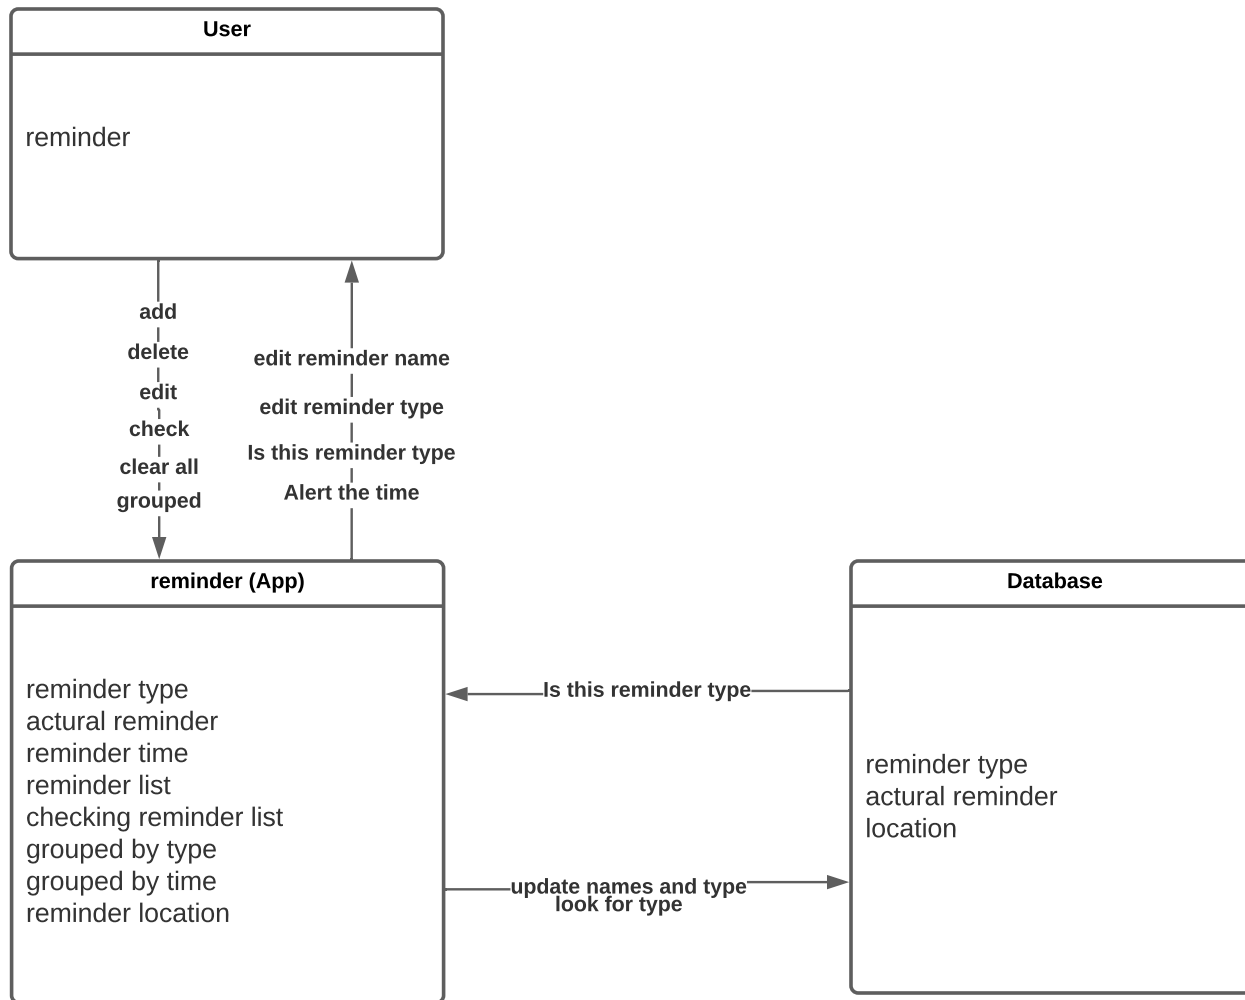 User
reminder
add
delete
edit
check
clear all
grouped
edit reminder name
edit reminder type
Is this reminder type
Alert the time
reminder (App)
reminder type
actural reminder
reminder time
reminder list
checking reminder list
grouped by type
grouped by time
reminder location
Is this reminder type
update names and type
look for type
Database
reminder type
actural reminder
location